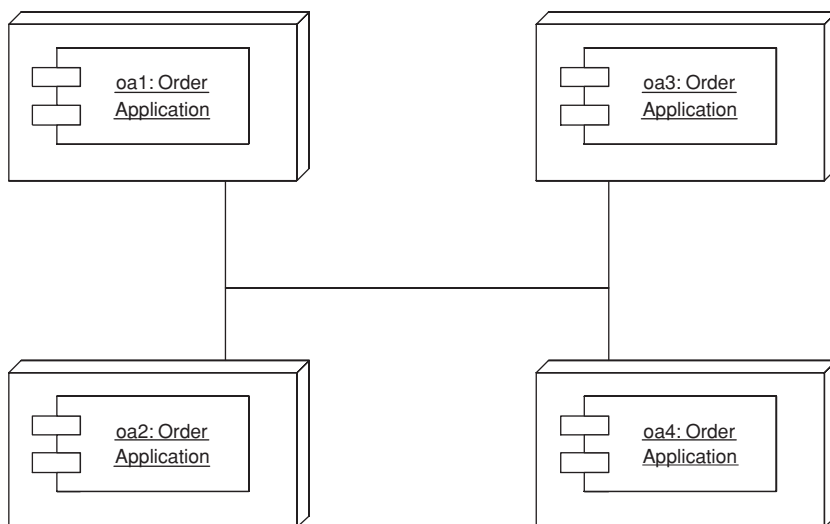 oa1: Order
Application
oa3: Order
Application
oa2: Order
Application
oa4: Order
Application